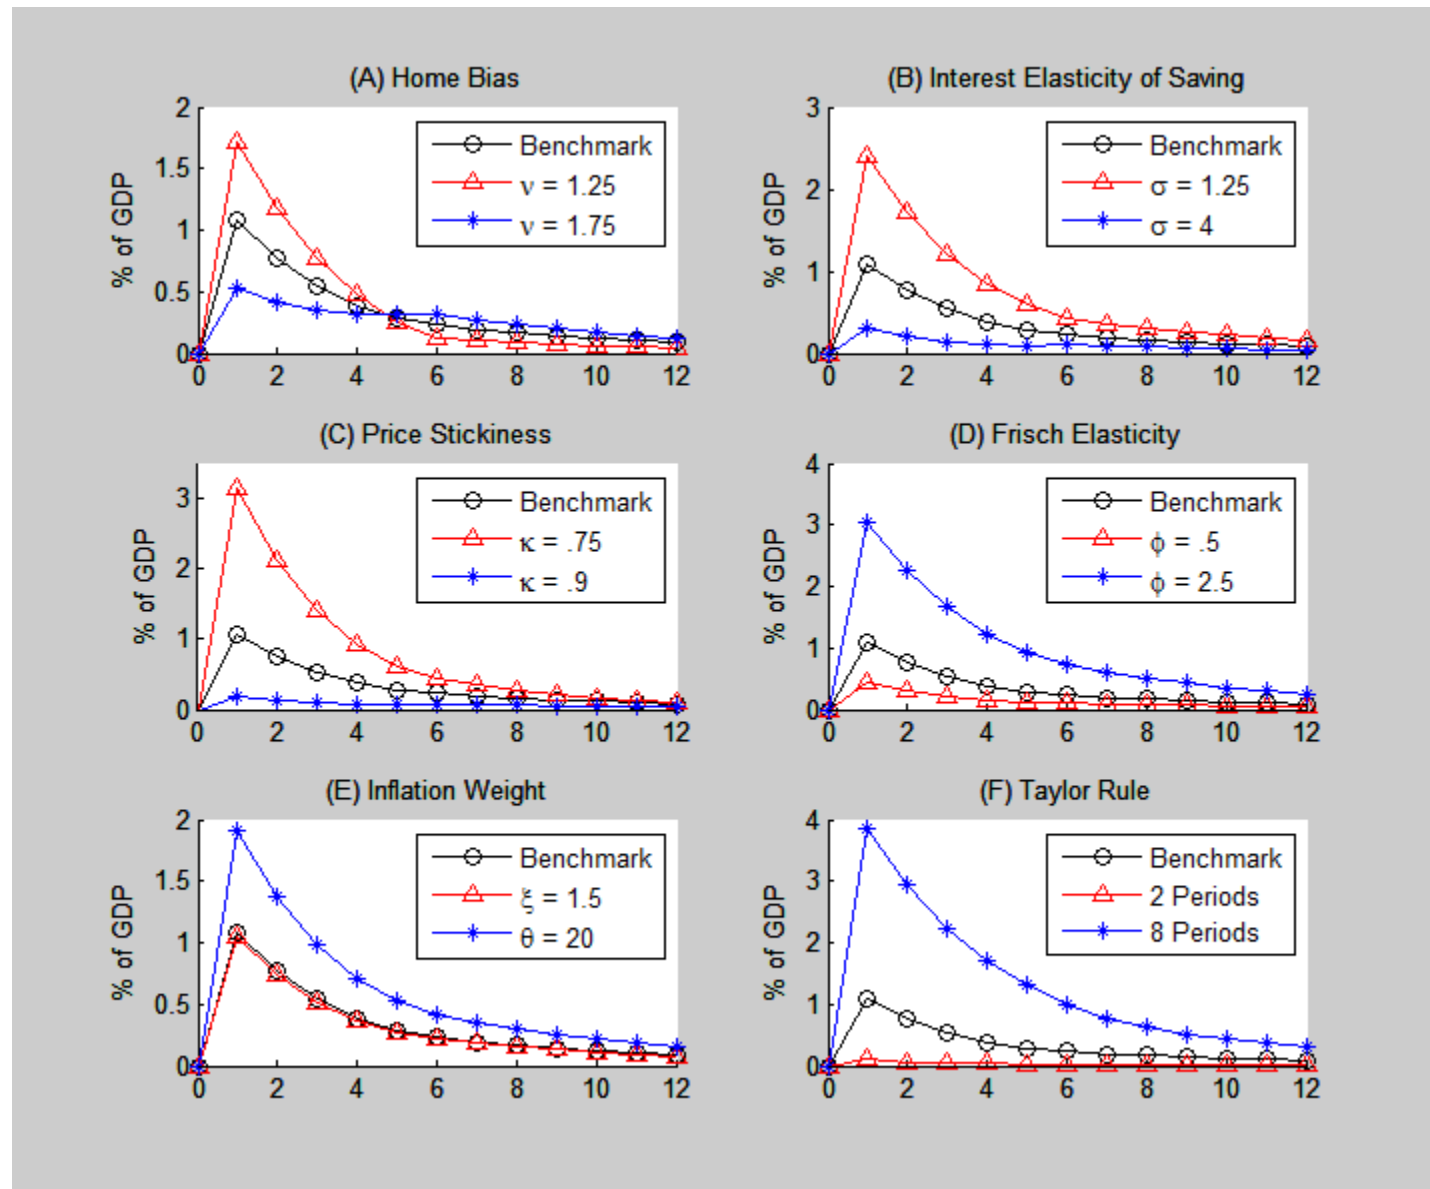 (A) Home Bias
% of GDP
2
1.5
1
0.5
0
0 2 4 6 8 10 12
Benchmark
ν = 1.25
ν = 1.75
(B) Interest Elasticity of Saving
% of GDP
3
2
1
0
0 2 4 6 8 10 12
Benchmark
σ = 1.25
σ = 4
(C) Price Stickiness
% of GDP
3
2
1
0
0 2 4 6 8 10 12
Benchmark
κ = .75
κ = .9
(D) Frisch Elasticity
% of GDP
4
3
2
1
0
0 2 4 6 8 10 12
Benchmark
ϕ = .5
ϕ = 2.5
(E) Inflation Weight
% of GDP
2
1.5
1
0.5
0
0 2 4 6 8 10 12
Benchmark
ξ = 1.5
θ = 20
(F) Taylor Rule
% of GDP
4
3
2
1
0
0 2 4 6 8 10 12
Benchmark
2 Periods
8 Periods